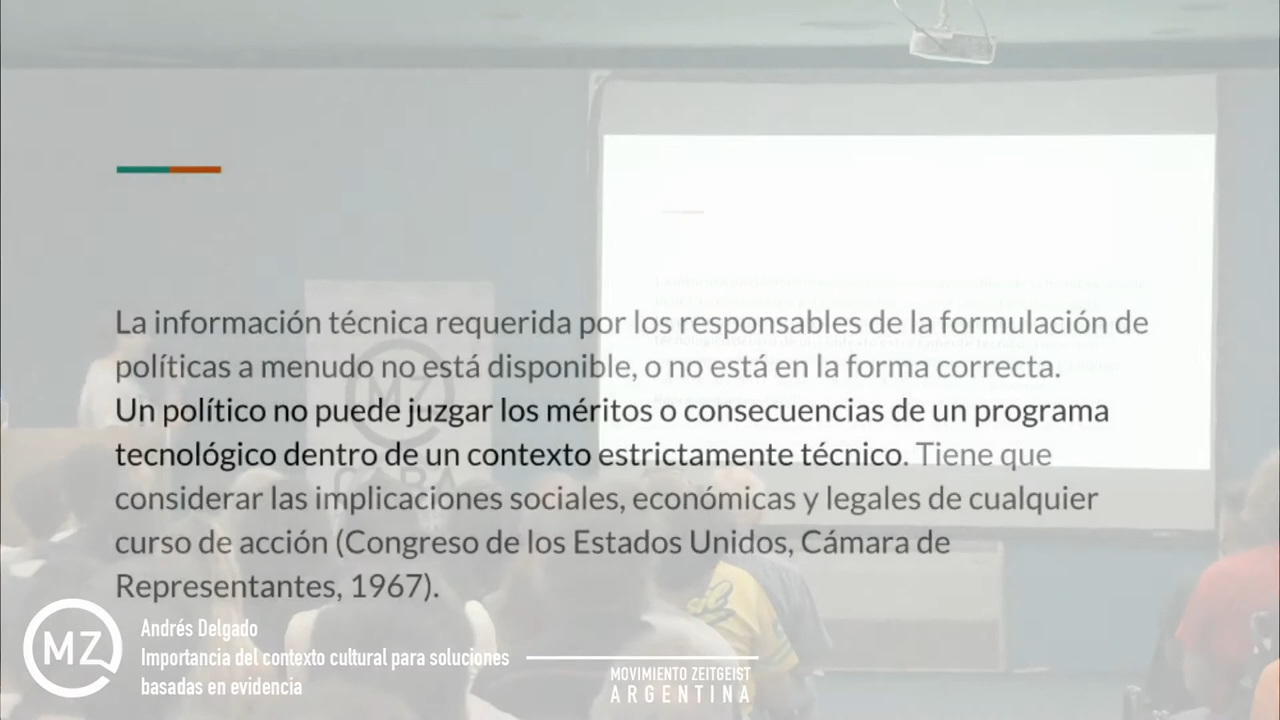 La información técnica requerida por los responsables de la formulación de
políticas a menudo no está disponible, o no está en la forma correcta.
Un político no puede juzgar los méritos o consecuencias de un programa
tecnológico dentro de un contexto estrictamente técnico. Tiene que
considerar las implicaciones sociales, económicas y legales de cualquier
curso de acción (Congreso de los Estados Unidos, Cámara de
Representantes, 1967).
MZ
Andrés Delgado
Importancia del contexto cultural para soluciones
basadas en evidencia
MOVIMIENTO ZEITGEIST
ARGENTINA
MZ
CABA